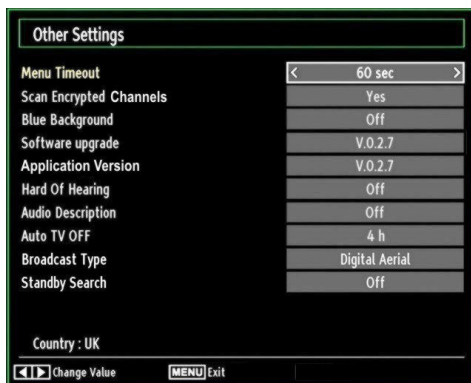 Other Settings
Menu Timeout < 60 sec >
Scan Encrypted Channels Yes
Blue Background Off
Software upgrade V.0.2.7
Application Version V.0.2.7
Hard Of Hearing Off
Audio Description Off
Auto TV OFF 4 h
Broadcast Type Digital Aerial
Standby Search Off
Country : UK
Change Value MENU Exit